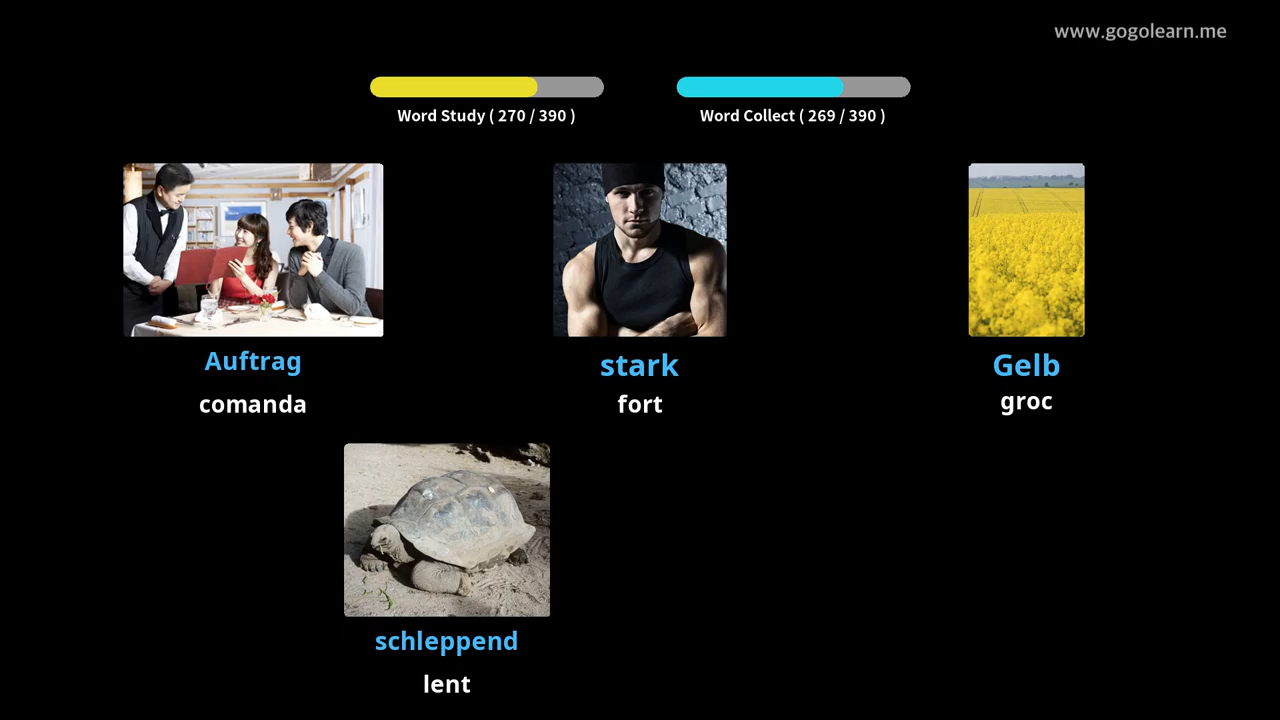 www.gogolearn.me
Word Study ( 270 / 390 )
Word Collect ( 269 / 390 )
Auftrag
comanda
stark
fort
Gelb
groc
schleppend
lent